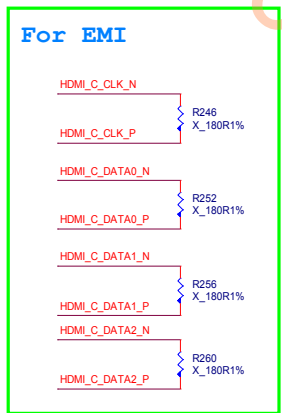 For EMI
HDMI_C_CLK_N
R246
X_180R1%
HDMI_C_CLK_P
HDMI_C_DATA0_N
R252
X_180R1%
HDMI_C_DATA0_P
HDMI_C_DATA1_N
R256
X_180R1%
HDMI_C_DATA1_P
HDMI_C_DATA2_N
R260
X_180R1%
HDMI_C_DATA2_P